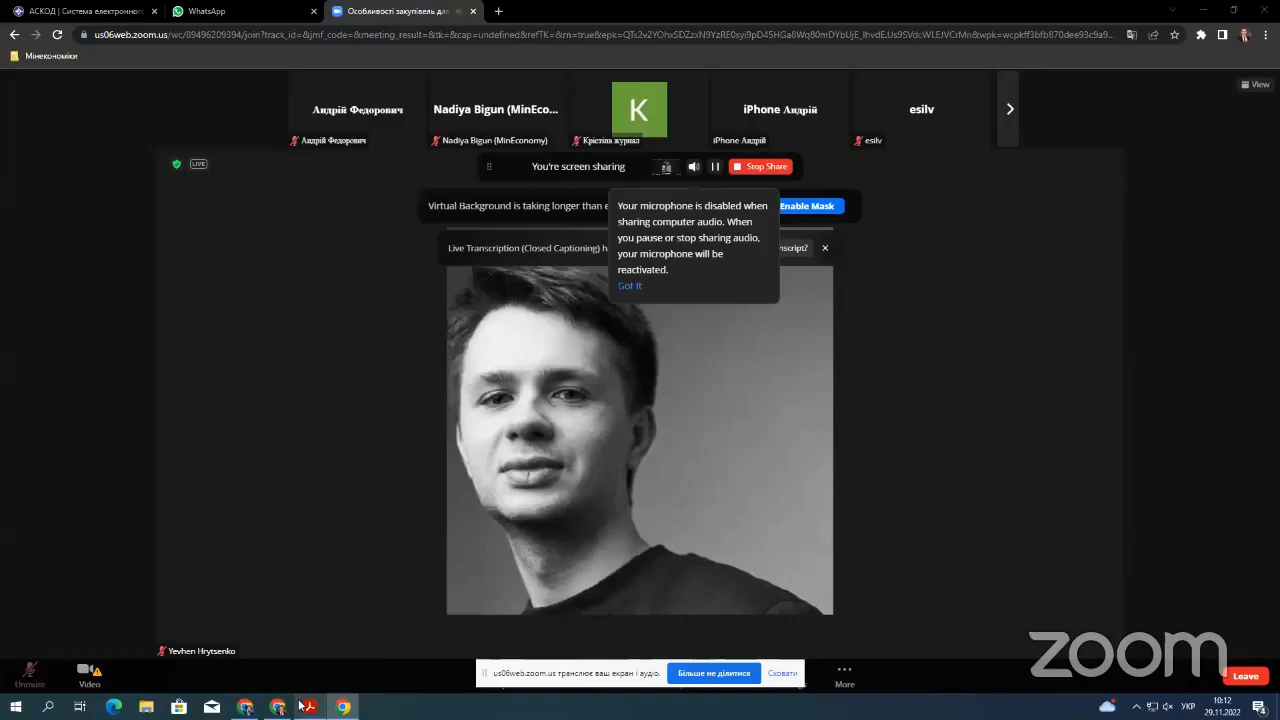 АСКОД | Система електронного
WhatsApp
Особливості закупівель для
us06web.zoom.us/wc/89496209394/join?track_id=&jmf_code=&meeting_result=&tk=&cap=undefined&refTK=&rn=true&epk=
Мінекономіки
View
Андрій Федорович
Nadiya Bigun (MinEco...
K
iPhone Андрій
esilv
Андрій Федорович
Nadiya Bigun (MinEconomy)
Крістіна журнал
iPhone Андрій
esilv
LIVE
You're screen sharing
Stop Share
Virtual Background is taking longer than e
Enable Mask
Your microphone is disabled when
sharing computer audio. When
you pause or stop sharing audio,
your microphone will be
reactivated.
Got It
Live Transcription (Closed Captioning) h
nscript?
Yevhen Hrytsenko
zoom
Unmute
Video
us06web.zoom.us транслює ваш екран і аудіо.
Більше не ділитися
Сховати
More
Leave
УКР
10:12
29.11.2022
4